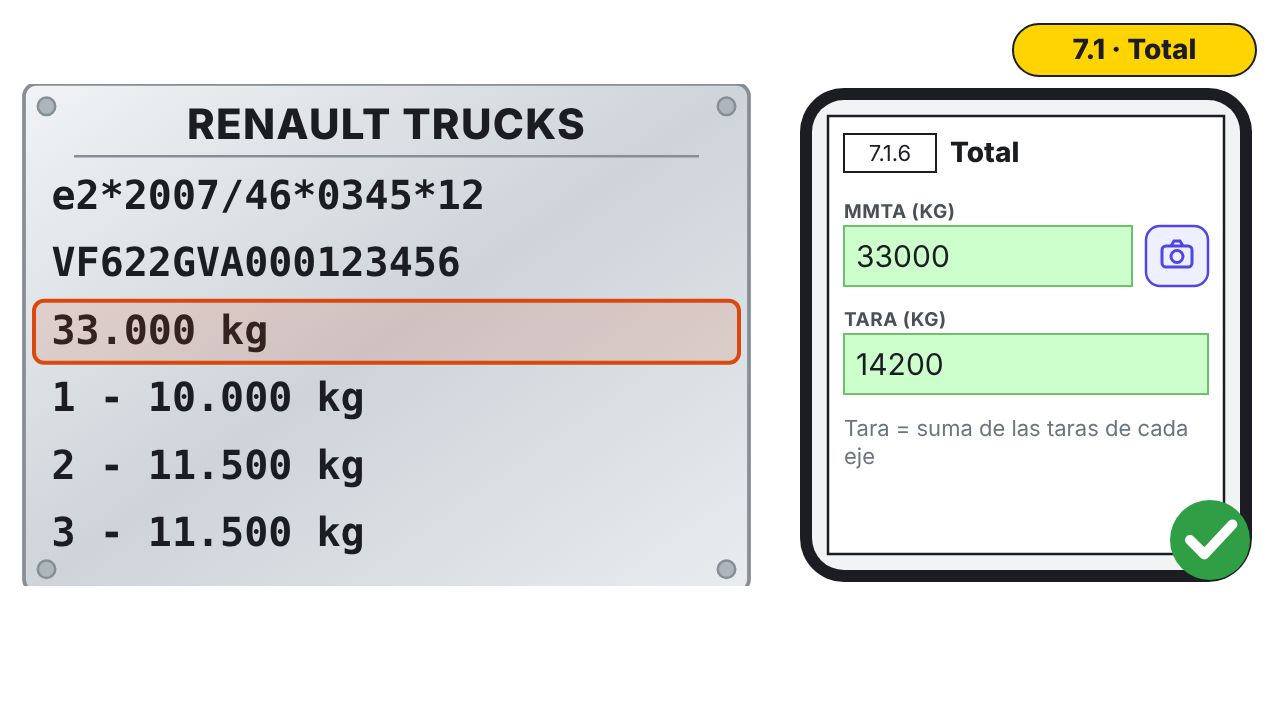 7.1 · Total
RENAULT TRUCKS
e2*2007/46*0345*12
VF622GVA000123456
33.000 kg
1 - 10.000 kg
2 - 11.500 kg
3 - 11.500 kg
7.1.6 Total
MMTA (KG)
33000
TARA (KG)
14200
Tara = suma de las taras de cada
eje